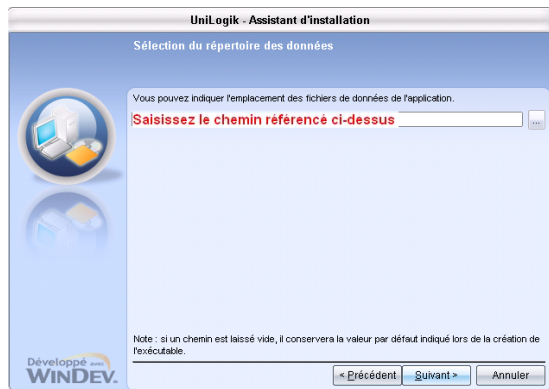 UniLogik - Assistant d'installation
Sélection du répertoire des données
Vous pouvez indiquer l'emplacement des fichiers de données de l'application.
Saisissez le chemin référencé ci-dessus
...
Note : si un chemin est laissé vide, il conservera la valeur par défaut indiqué lors de la création de
l'exécutable.
Développé avec
WINDEV.
< Précédent
Suivant >
Annuler